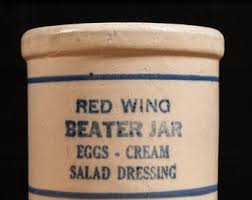 RED WING
BEATER JAR
EGGS - CREAM
SALAD DRESSING